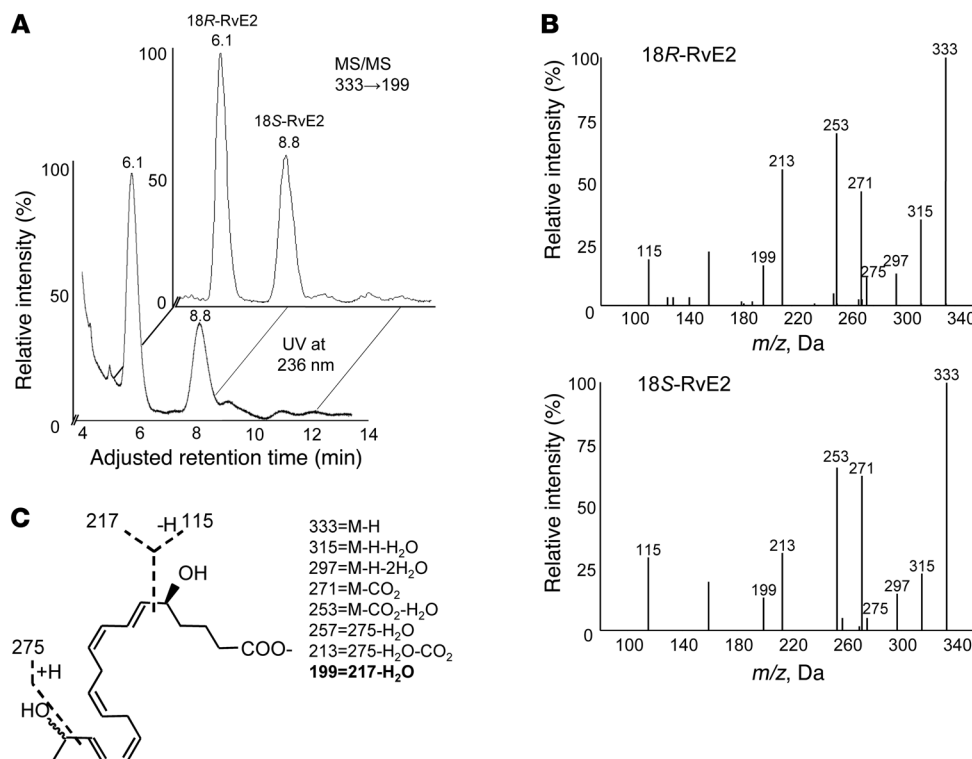 A
18R-RvE2
6.1
100
MS/MS
333→199
18S-RvE2
8.8
50
0
6.1
100
50
0
8.8
UV at
236 nm
Relative intensity (%)
4 6 8 10 12 14
Adjusted retention time (min)
B
18R-RvE2
333
100
75
50
25
0
253
213
271
315
115
199
275
297
Relative intensity (%)
100 140 180 220 260 300 340
m/z, Da
18S-RvE2
333
100
75
50
25
0
253
271
213
115
315
199
297
275
Relative intensity (%)
100 140 180 220 260 300 340
m/z, Da
C
217 -H 115
OH
COO-
275
+H
HO
333=M-H
315=M-H-H₂O
297=M-H-2H₂O
271=M-CO₂
253=M-CO₂-H₂O
257=275-H₂O
213=275-H₂O-CO₂
199=217-H₂O